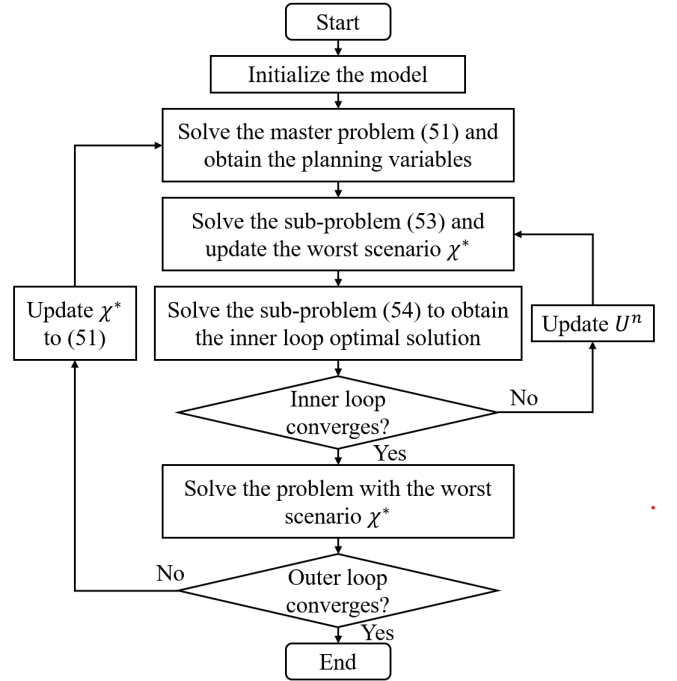 Start
Initialize the model
Solve the master problem (51) and
obtain the planning variables
Solve the sub-problem (53) and
update the worst scenario χ*
Update χ*
to (51)
Solve the sub-problem (54) to obtain
the inner loop optimal solution
Update Uⁿ
Inner loop
converges?
No
Yes
Solve the problem with the worst
scenario χ*
No
Outer loop
converges?
Yes
End